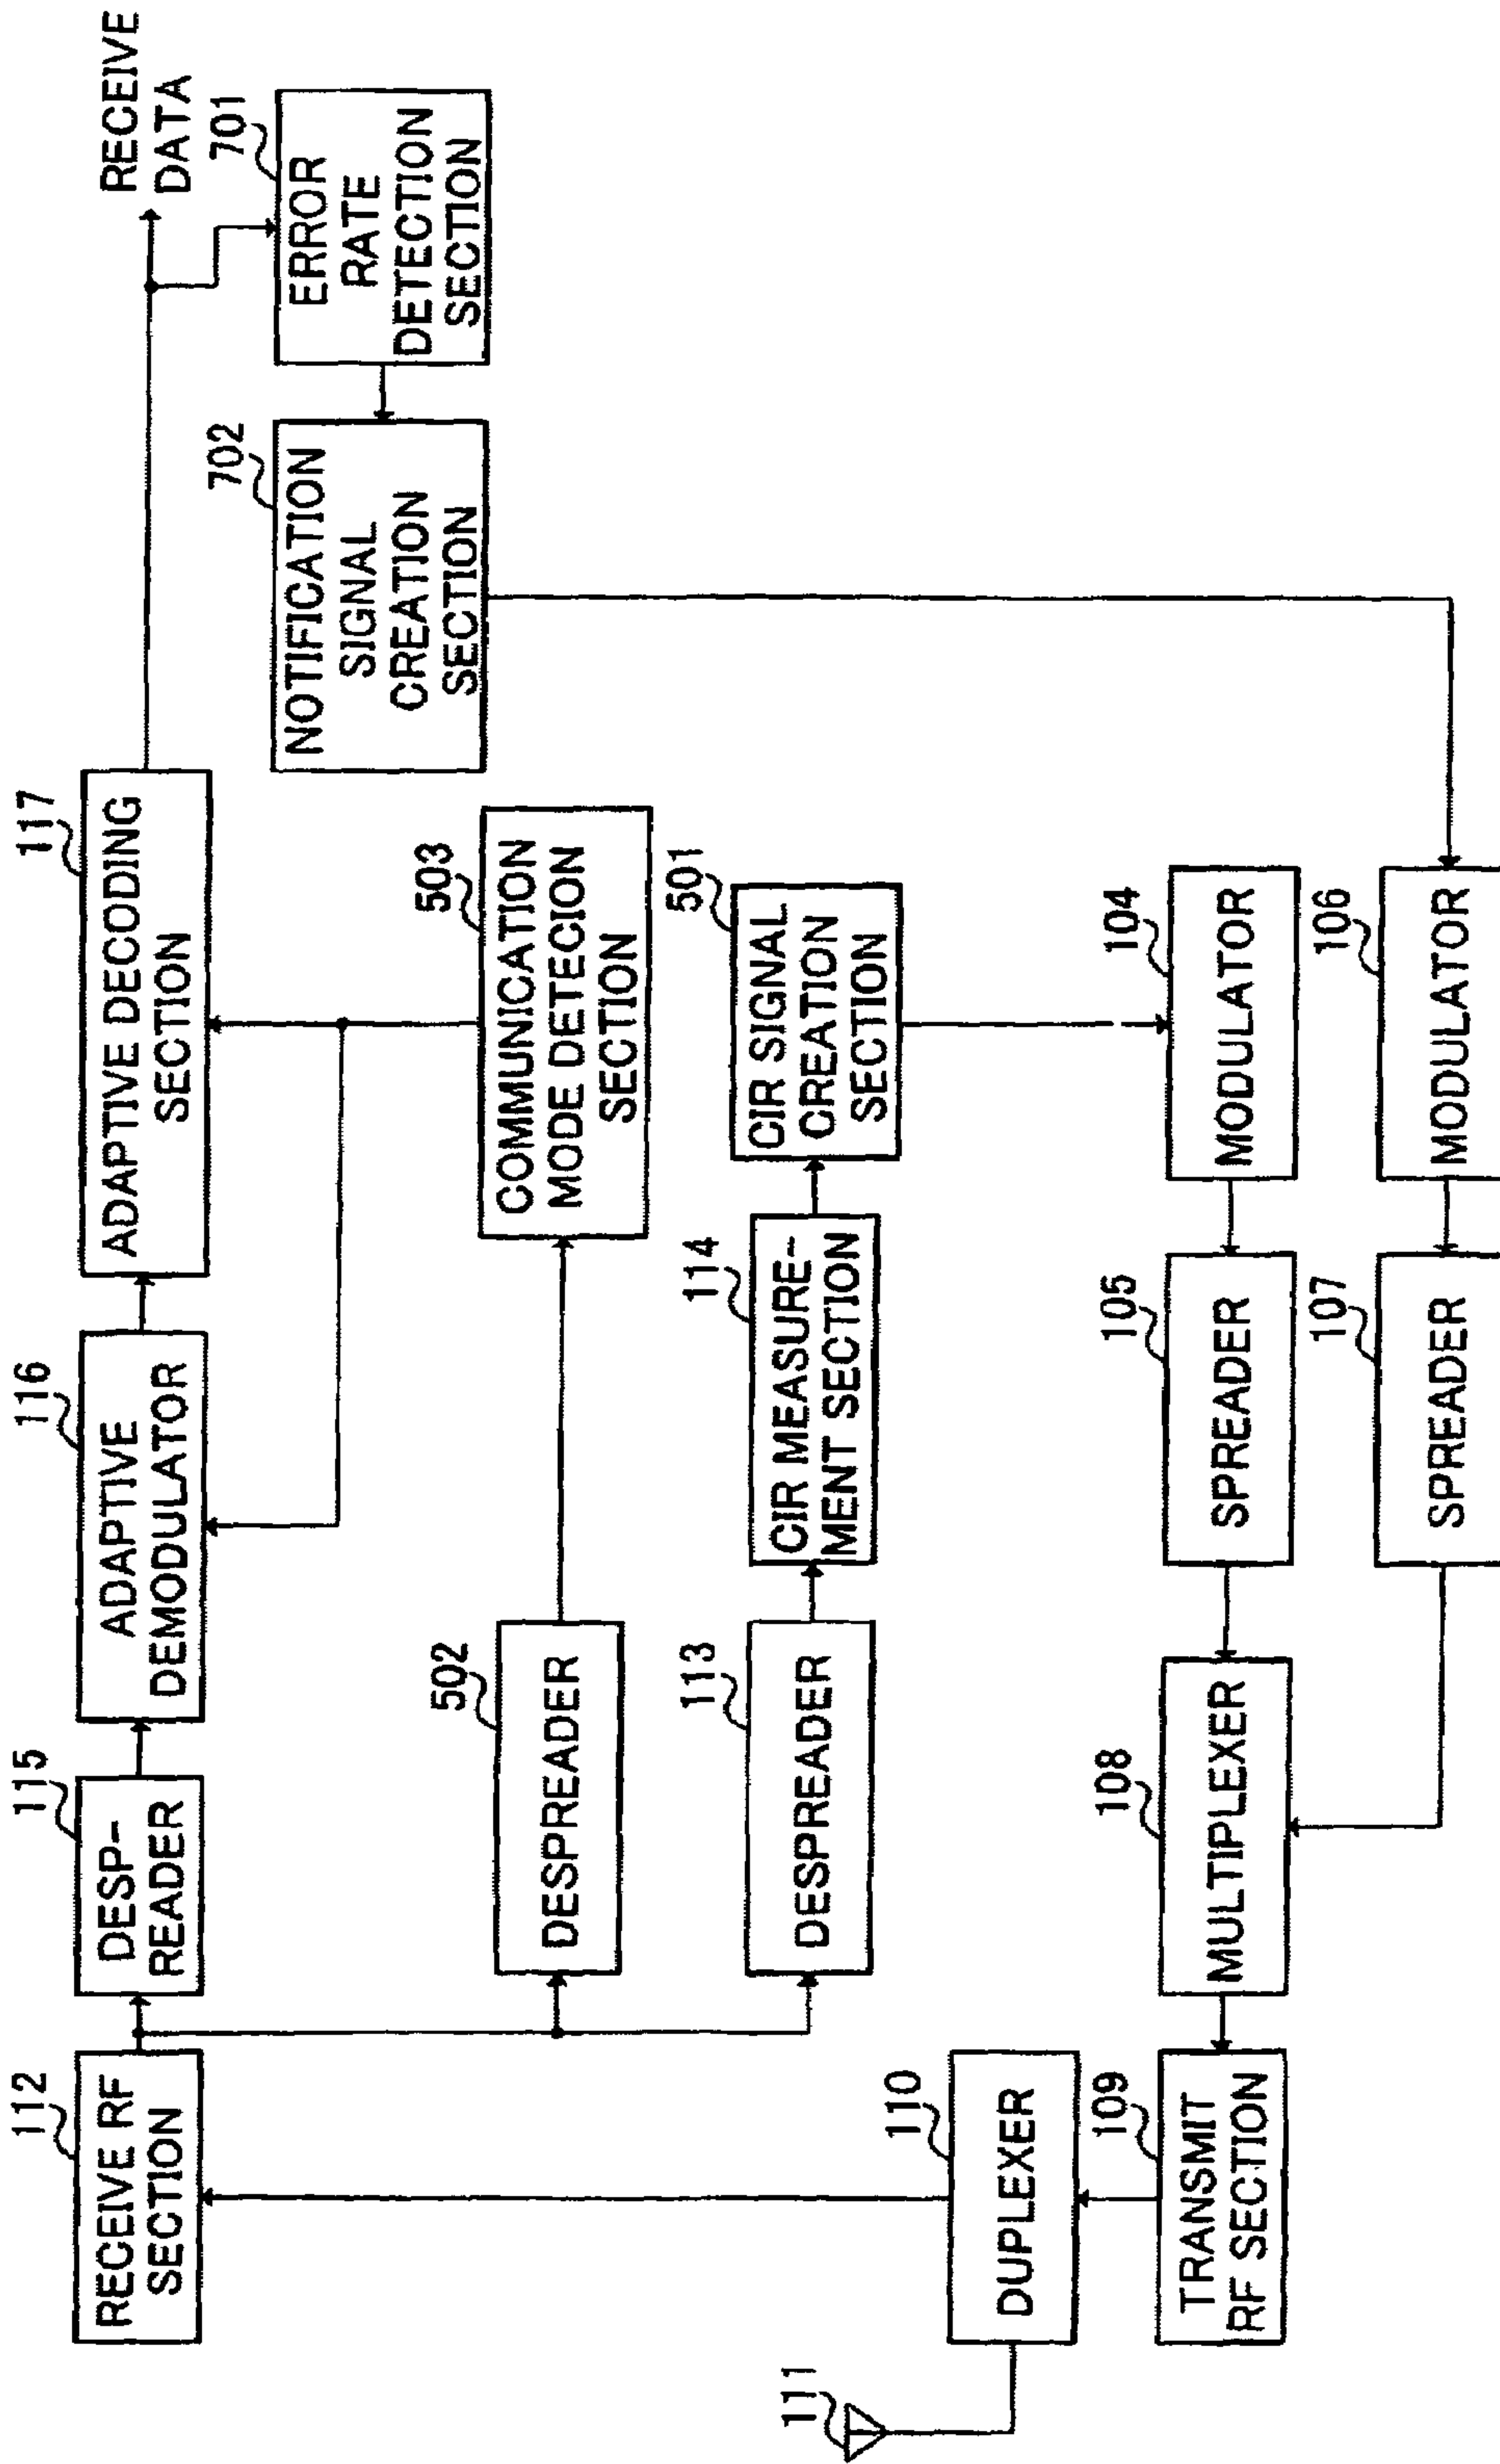 112
RECEIVE RF
SECTION
115
DESP-
READER
116
ADAPTIVE
DEMODULATOR
117
ADAPTIVE DECODING
SECTION
RECEIVE
DATA
701
ERROR
RATE
DETECTION
SECTION
702
NOTIFICATION
SIGNAL
CREATION
SECTION
502
DESPREADER
503
COMMUNICATION
MODE DETECION
SECTION
113
DESPREADER
114
CIR MEASURE-
MENT SECTION
501
CIR SIGNAL
CREATION
SECTION
111
110
DUPLEXER
109
TRANSMIT
RF SECTION
108
MULTIPLEXER
105
SPREADER
104
MODULATOR
107
SPREADER
106
MODULATOR